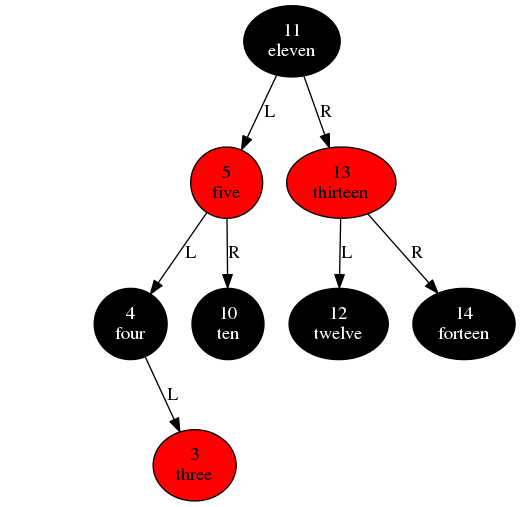 11
eleven
L
R
5
five
13
thirteen
L
R
L
R
4
four
10
ten
12
twelve
14
forteen
L
3
three